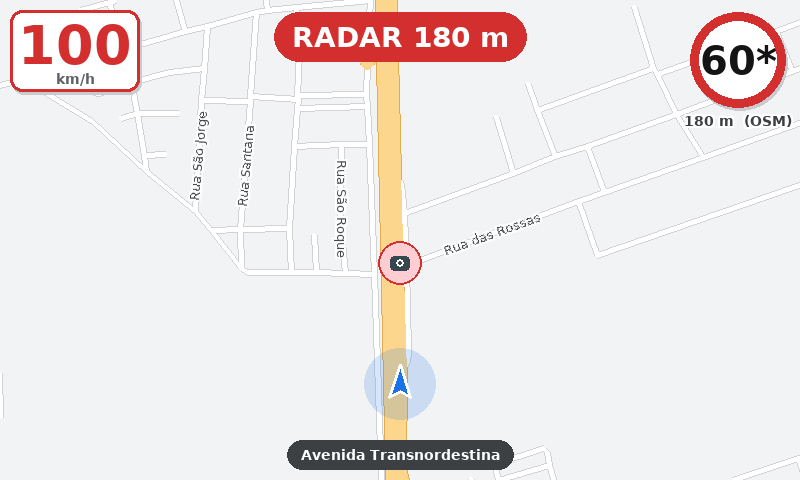 100
km/h
RADAR 180 m
60*
180 m  (OSM)
Rua São Jorge
Rua Santana
Rua São Roque
Rua das Rossas
Avenida Transnordestina